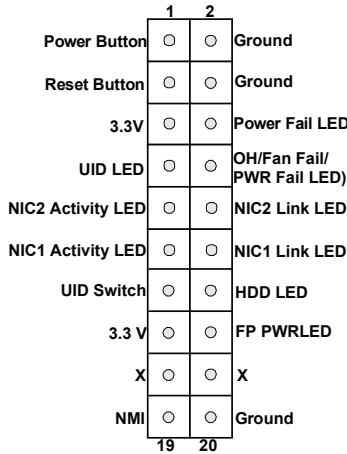 1 2
Power Button Ground
Reset Button Ground
3.3V Power Fail LED
UID LED OH/Fan Fail/
PWR Fail LED)
NIC2 Activity LED NIC2 Link LED
NIC1 Activity LED NIC1 Link LED
UID Switch HDD LED
3.3 V FP PWRLED
X X
NMI Ground
19 20